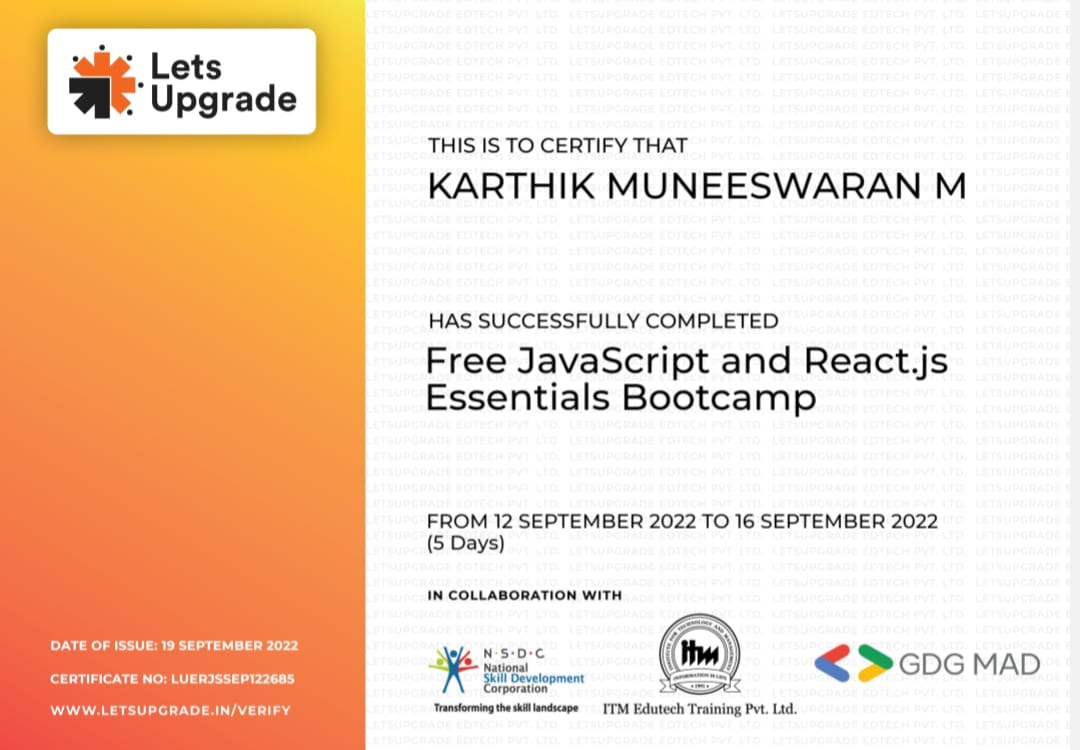 Lets
Upgrade
THIS IS TO CERTIFY THAT
KARTHIK MUNEESWARAN M
HAS SUCCESSFULLY COMPLETED
Free JavaScript and React.js
Essentials Bootcamp
FROM 12 SEPTEMBER 2022 TO 16 SEPTEMBER 2022
(5 Days)
IN COLLABORATION WITH
N·S·D·C
National
Skill Development
Corporation
Transforming the skill landscape
itm
ITM Edutech Training Pvt. Ltd.
GDG MAD
DATE OF ISSUE: 19 SEPTEMBER 2022
CERTIFICATE NO: LUERJSSEP122685
WWW.LETSUPGRADE.IN/VERIFY
LETSUPGRADE EDTECH PVT. LTD.